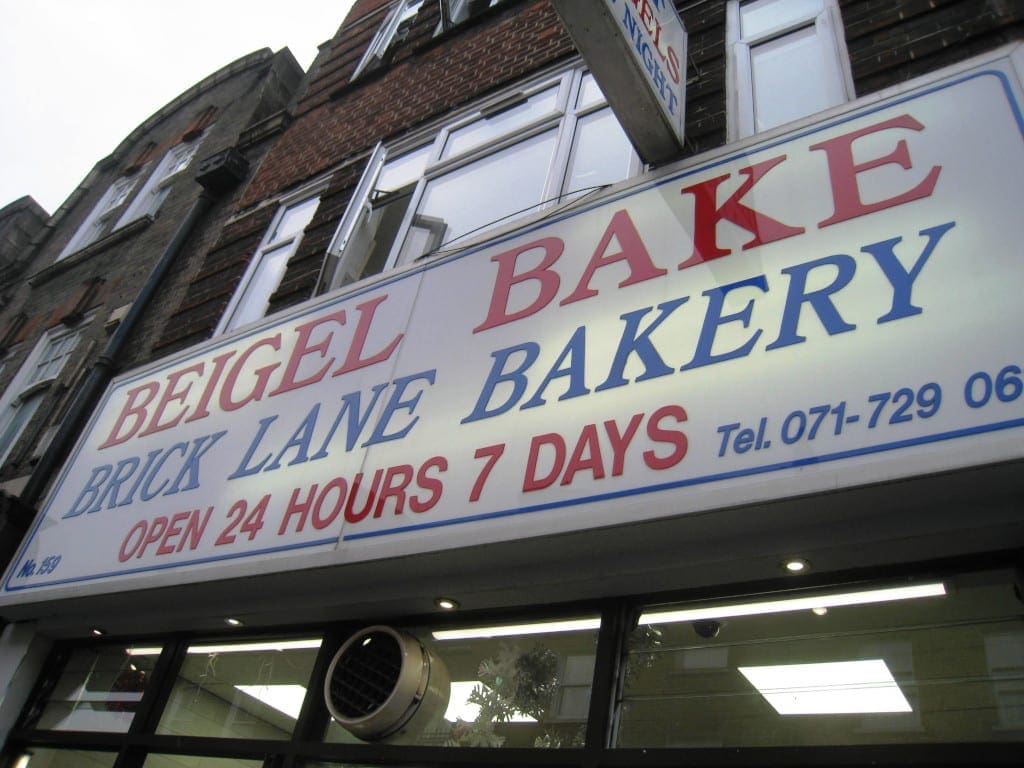 NIGHT
BEIGEL BAKE
BRICK LANE BAKERY
OPEN 24 HOURS 7 DAYS
Tel. 071-729 06
No. 159